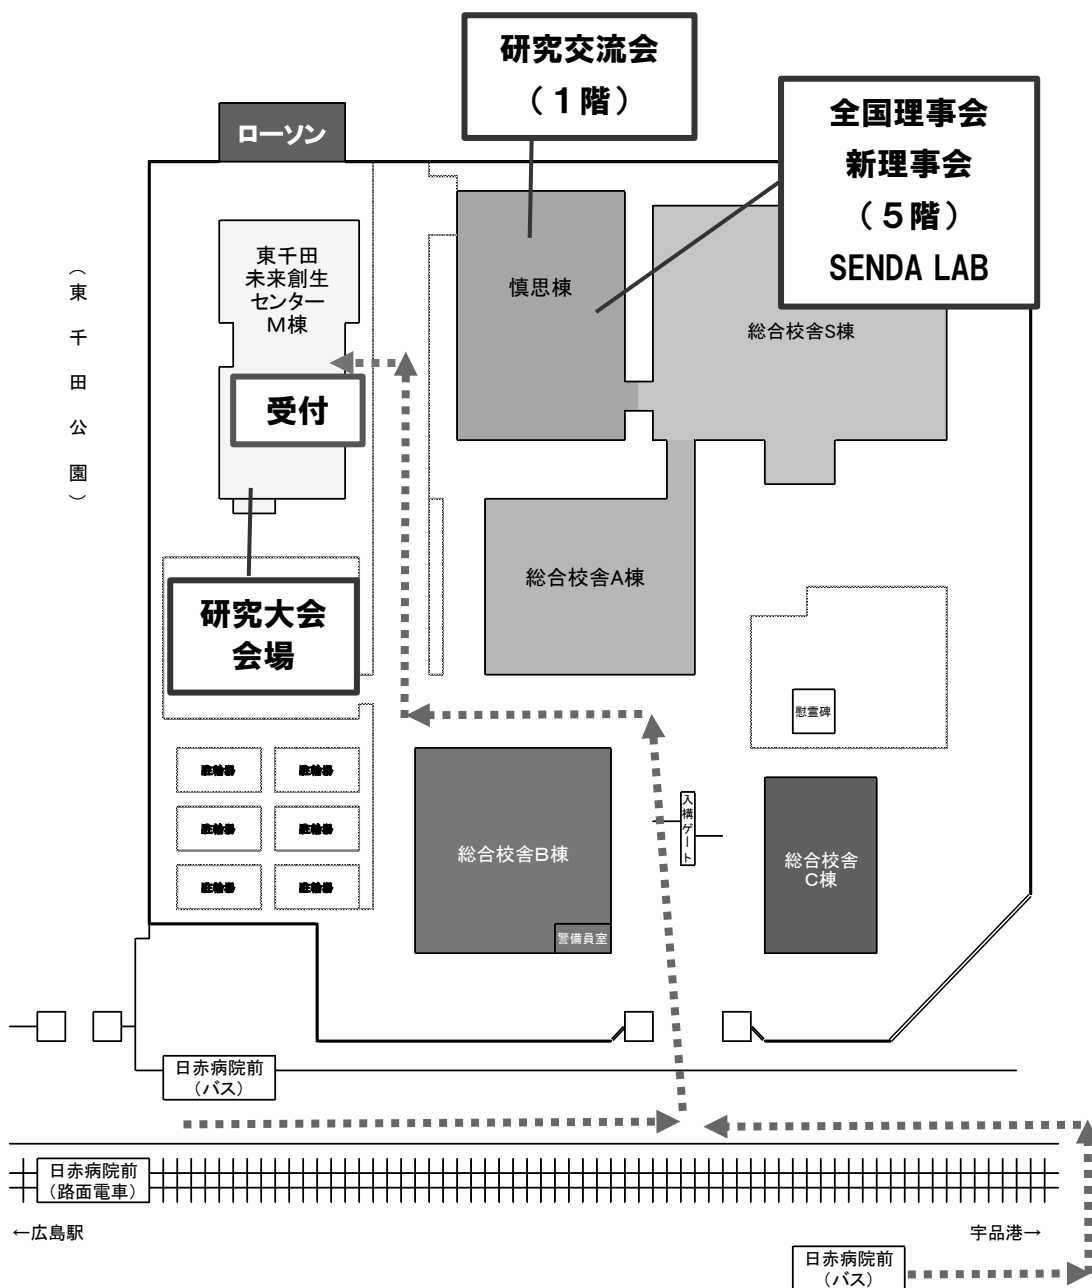 研究交流会
（１階）
全国理事会
新理事会
（５階）
SENDA LAB
ローソン
東千田
未来創生
センター
M棟
慎思棟
総合校舎S棟
（東千田公園）
受付
総合校舎A棟
研究大会
会場
慰霊碑
駐輪場
駐輪場
駐輪場
駐輪場
駐輪場
駐輪場
入構ゲート
総合校舎B棟
総合校舎
C棟
警備員室
日赤病院前
（バス）
日赤病院前
（路面電車）
←広島駅
宇品港→
日赤病院前
（バス）